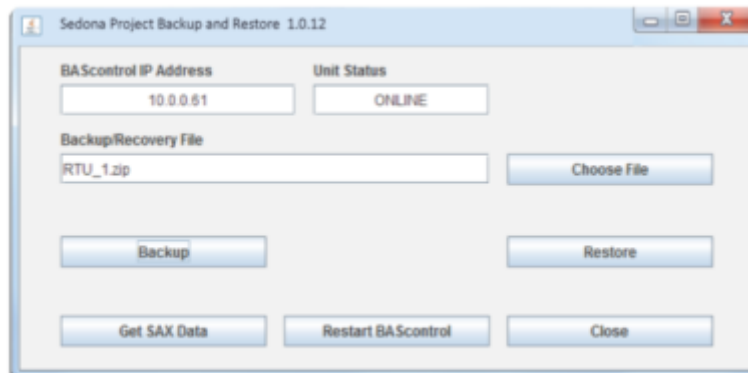 Sedona Project Backup and Restore 1.0.12
BAScontrol IP Address Unit Status
10.0.0.61 ONLINE
Backup/Recovery File
RTU_1.zip Choose File
Backup Restore
Get SAX Data Restart BAScontrol Close